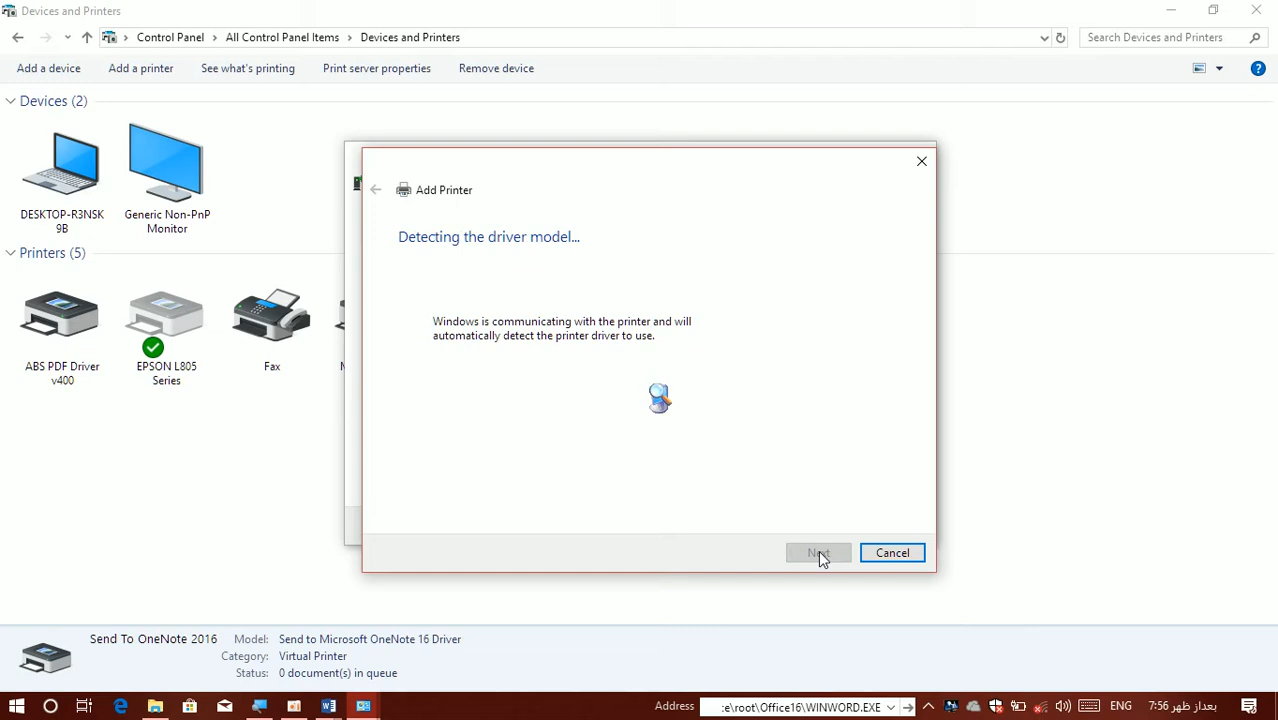 Devices and Printers
Control Panel
All Control Panel Items
Devices and Printers
Search Devices and Printers
Add a device
Add a printer
See what's printing
Print server properties
Remove device
Devices (2)
DESKTOP-R3NSK
9B
Generic Non-PnP
Monitor
Printers (5)
ABS PDF Driver
v400
EPSON L805
Series
Fax
Add Printer
Detecting the driver model...
Windows is communicating with the printer and will
automatically detect the printer driver to use.
Next
Cancel
Send To OneNote 2016
Model: Send to Microsoft OneNote 16 Driver
Category: Virtual Printer
Status: 0 document(s) in queue
Address
:e\root\Office16\WINWORD.EXE
ENG
7:56 بعداز ظهر